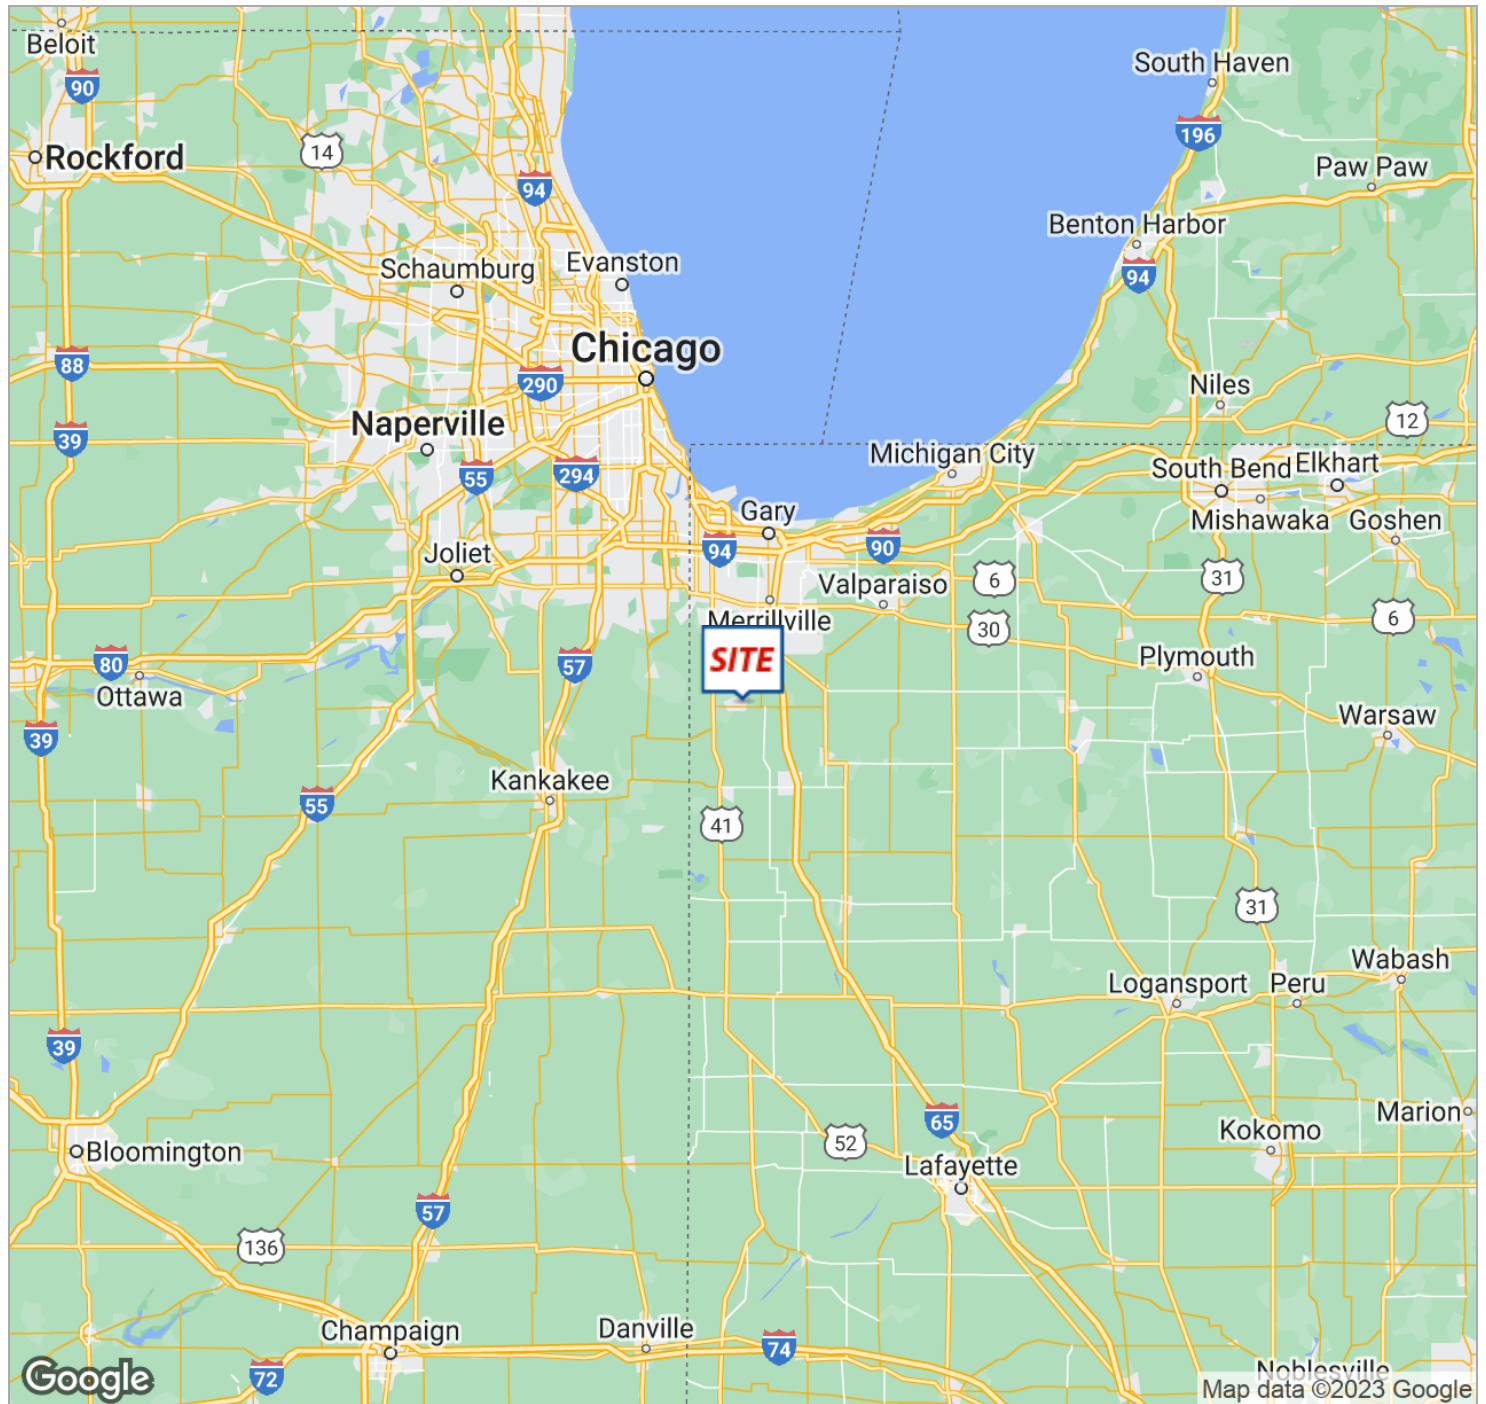 Beloit
South Haven
90
196
14
Rockford
Paw Paw
94
Benton Harbor
Schaumburg
Evanston
94
Chicago
88
290
Niles
Naperville
12
39
Michigan City
South Bend
Elkhart
55
294
Gary
Mishawaka
Goshen
94
90
Joliet
6
31
Valparaiso
Merrillville
30
6
SITE
Plymouth
80
57
Ottawa
Warsaw
39
Kankakee
55
41
31
Wabash
Logansport
Peru
39
65
Marion
Kokomo
52
Bloomington
Lafayette
57
136
Champaign
Danville
74
Noblesville
72
Google
Map data ©2023 Google